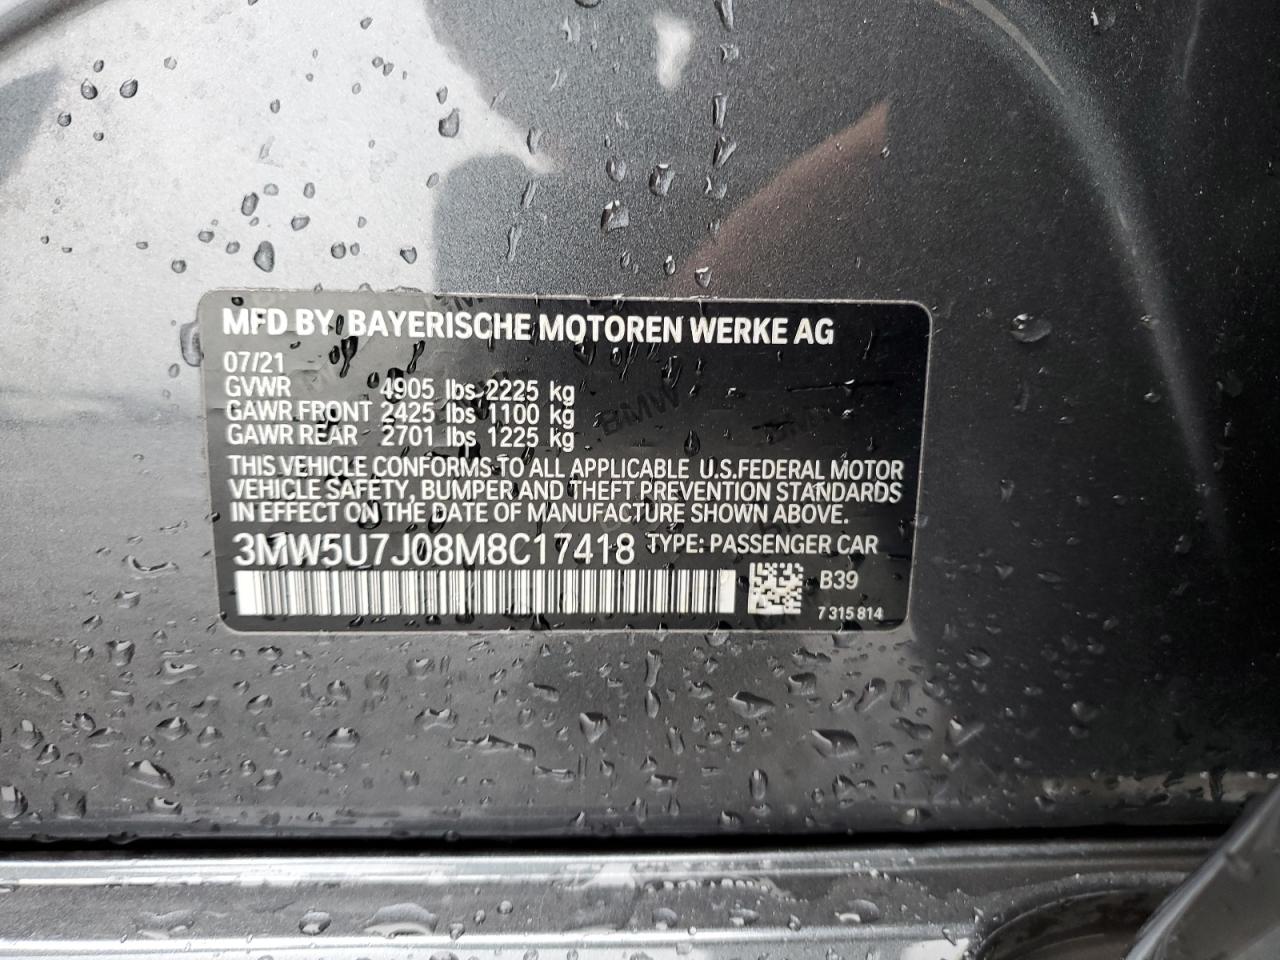 MFD BY BAYERISCHE MOTOREN WERKE AG
07/21
GVWR 4905 lbs 2225 kg
GAWR FRONT 2425 lbs 1100 kg
GAWR REAR 2701 lbs 1225 kg
THIS VEHICLE CONFORMS TO ALL APPLICABLE U.S.FEDERAL MOTOR
VEHICLE SAFETY, BUMPER AND THEFT PREVENTION STANDARDS
IN EFFECT ON THE DATE OF MANUFACTURE SHOWN ABOVE.
3MW5U7J08M8C17418 TYPE: PASSENGER CAR
B39
7 315 814